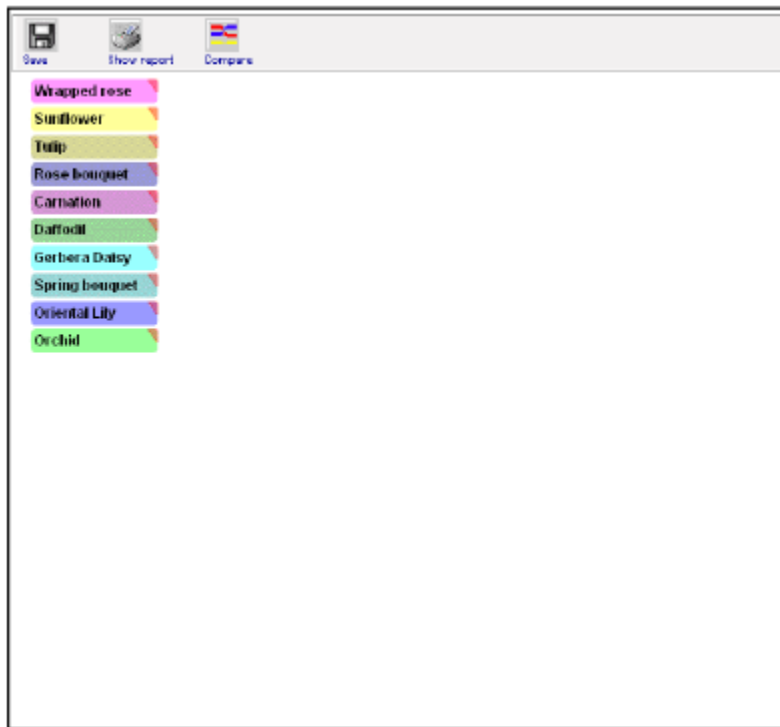 Save Show report Compare
Wrapped rose
Sunflower
Tulip
Rose bouquet
Carnation
Daffodil
Gerbera Daisy
Spring bouquet
Oriental Lily
Orchid